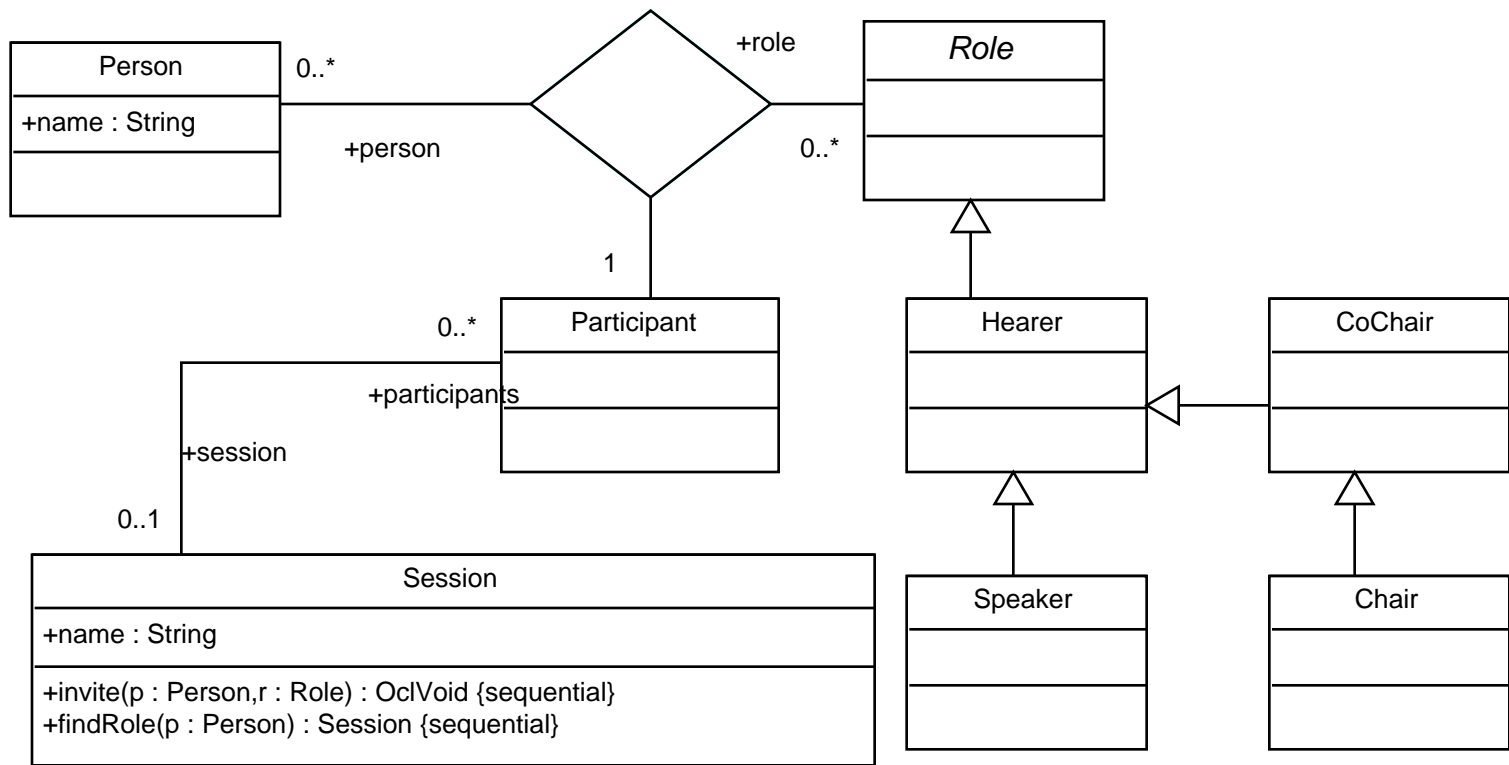 Person
+name : String
0..*
+person
+role
0..*
Role
1
Participant
0..*
+participants
+session
0..1
Hearer
CoChair
Session
+name : String
+invite(p : Person,r : Role) : OclVoid {sequential}
+findRole(p : Person) : Session {sequential}
Speaker
Chair